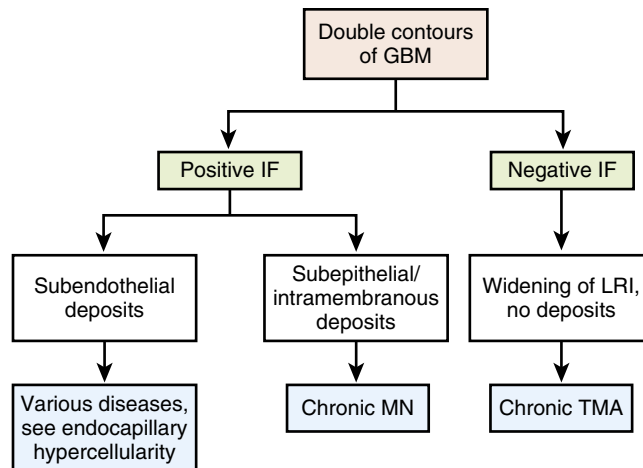 Double contours
of GBM
Positive IF
Negative IF
Subendothelial
deposits
Subepithelial/
intramembranous
deposits
Widening of LRI,
no deposits
Various diseases,
see endocapillary
hypercellularity
Chronic MN
Chronic TMA